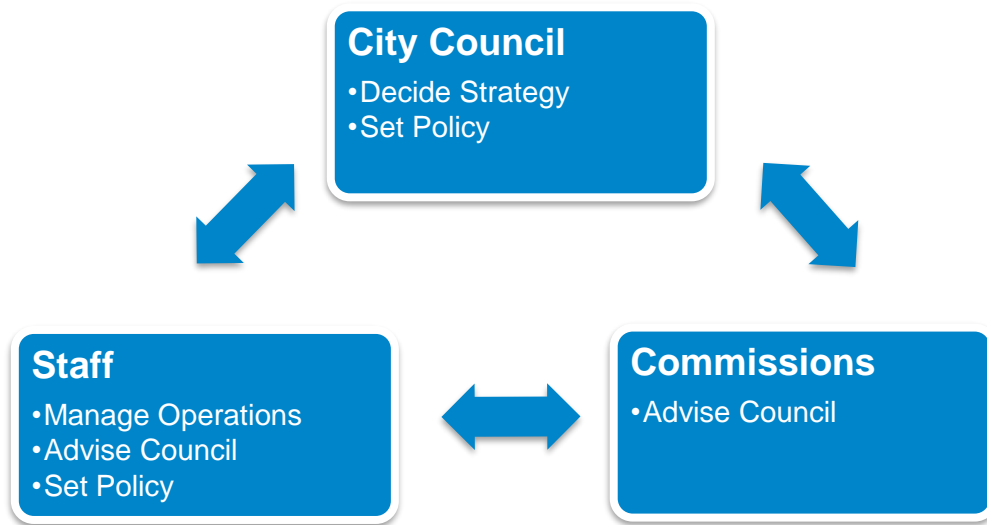 City Council
•Decide Strategy
•Set Policy
Staff
•Manage Operations
•Advise Council
•Set Policy
Commissions
•Advise Council